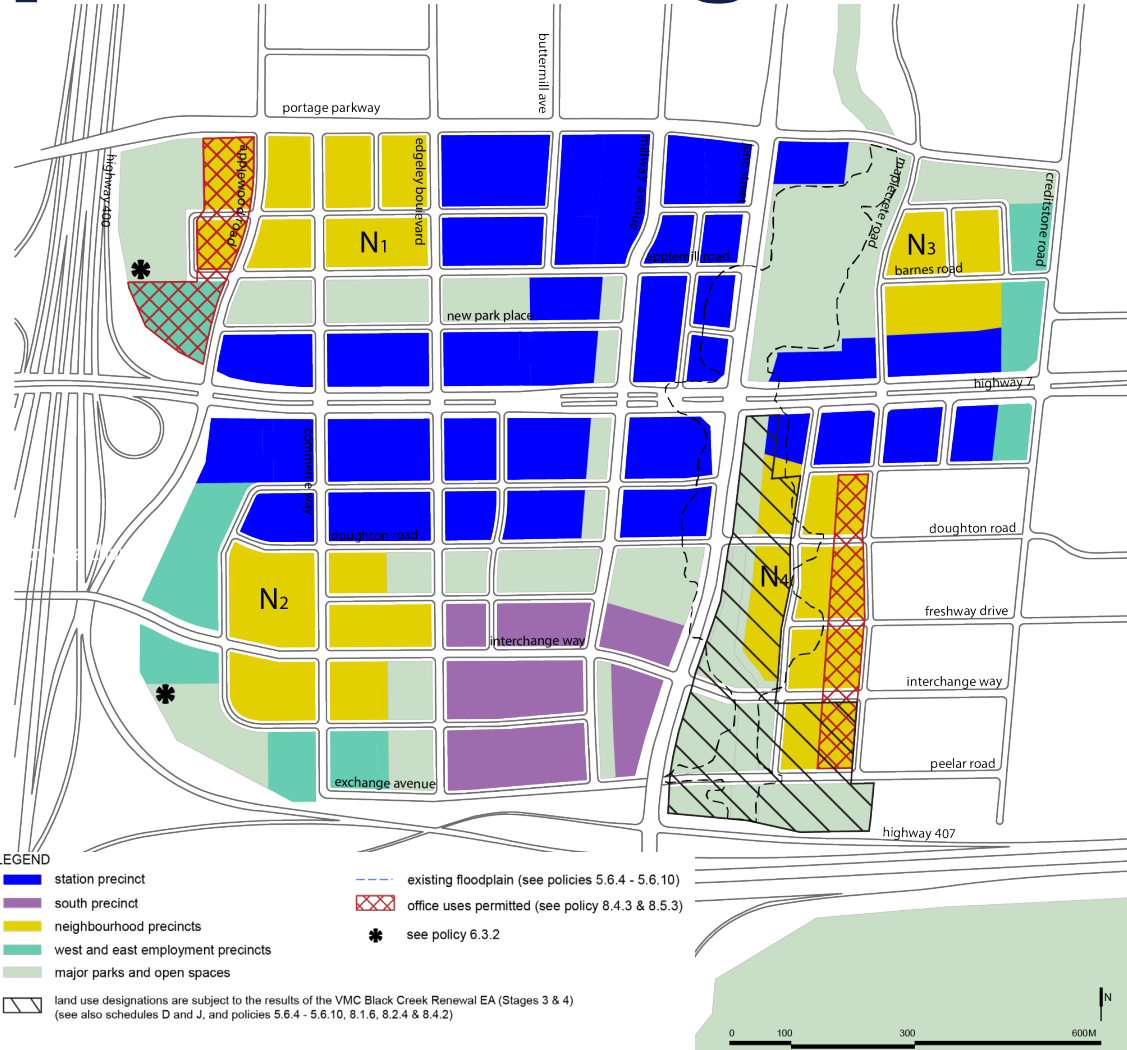 buttermill ave
portage parkway
highway 400
applewood road
edgeley boulevard
millway avenue
jane street
maplecrete road
creditstone road
N1
N3
applemill road
barnes road
new park place
highway 7
commerce way
doughton road
doughton road
N2
N4
freshway drive
interchange way
interchange way
peelar road
exchange avenue
highway 407
LEGEND
station precinct
south precinct
neighbourhood precincts
west and east employment precincts
major parks and open spaces
land use designations are subject to the results of the VMC Black Creek Renewal EA (Stages 3 & 4)
(see also schedules D and J, and policies 5.6.4 - 5.6.10, 8.1.6, 8.2.4 & 8.4.2)
existing floodplain (see policies 5.6.4 - 5.6.10)
office uses permitted (see policy 8.4.3 & 8.5.3)
see policy 6.3.2
N
0 100 300 600M